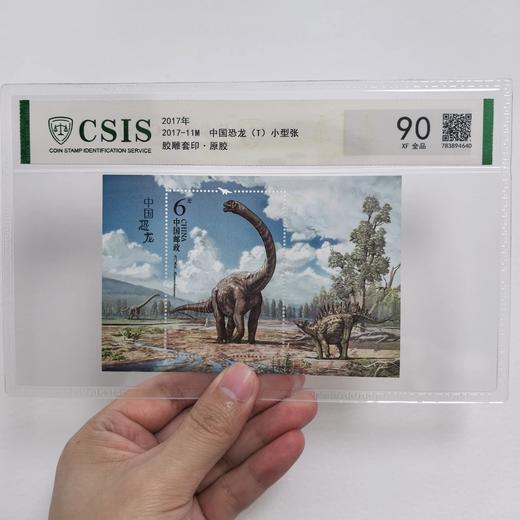 CSIS
COIN STAMP IDENTIFICATION SERVICE
2017年
2017-11M 中国恐龙（T）小型张
胶雕套印·原胶
90
XF 全品
783894640
中国恐龙
6元
CHINA
中国邮政